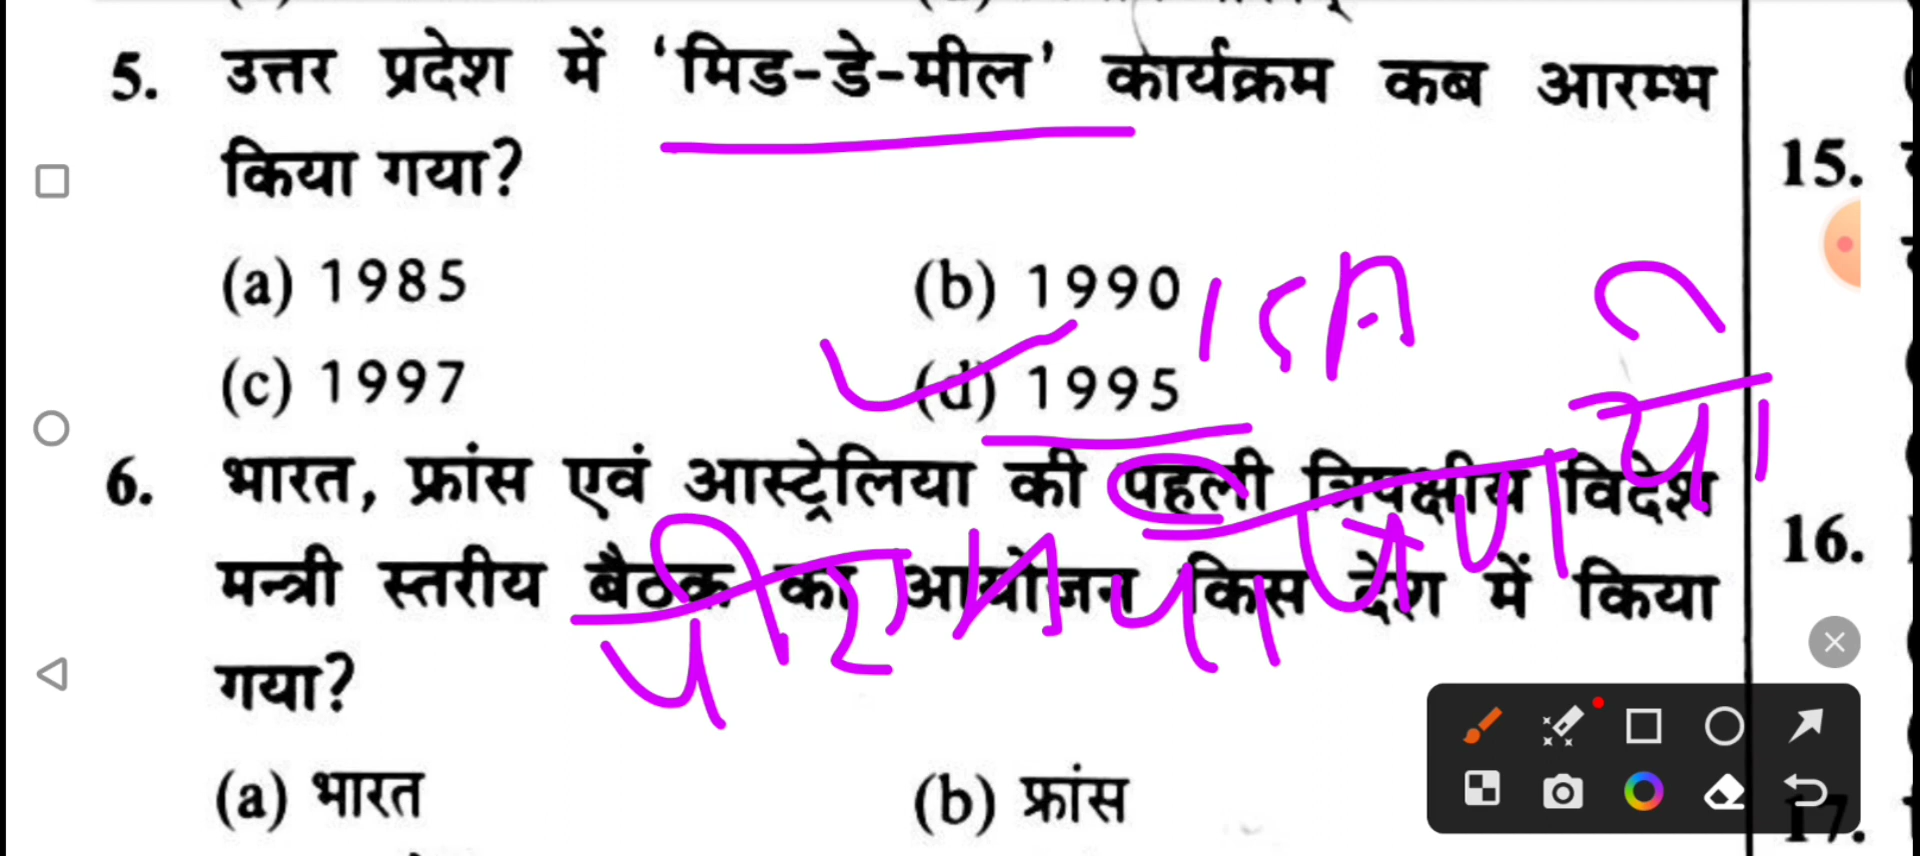 5. उत्तर प्रदेश में ‘मिड-डे-मील’ कार्यक्रम कब आरम्भ
किया गया?
(a) 1985 (b) 1990
(c) 1997 (d) 1995
6. भारत, फ्रांस एवं आस्ट्रेलिया की पहली त्रिपक्षीय विदेश
मन्त्री स्तरीय बैठक का आयोजन किस देश में किया
गया?
(a) भारत (b) फ्रांस
15.
16.
17.